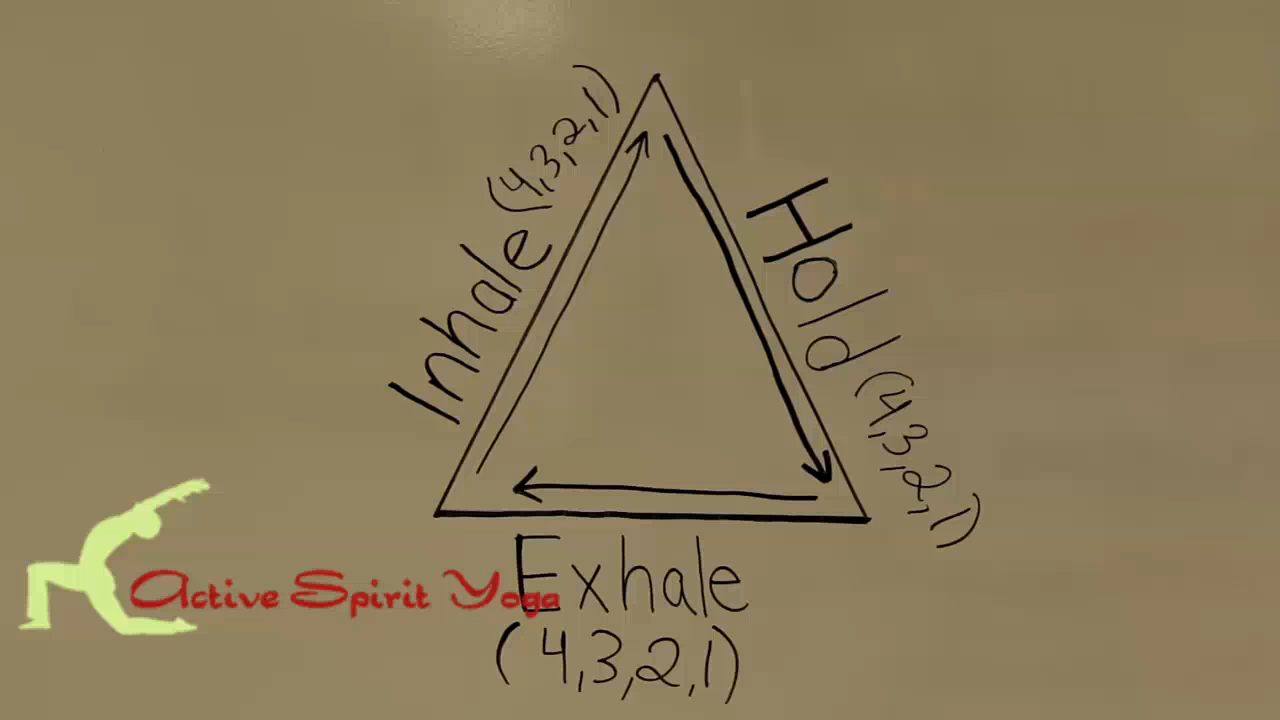 Inhale (4,3,2,1)
Hold (4,3,2,1)
Exhale
(4,3,2,1)
Active Spirit Yoga